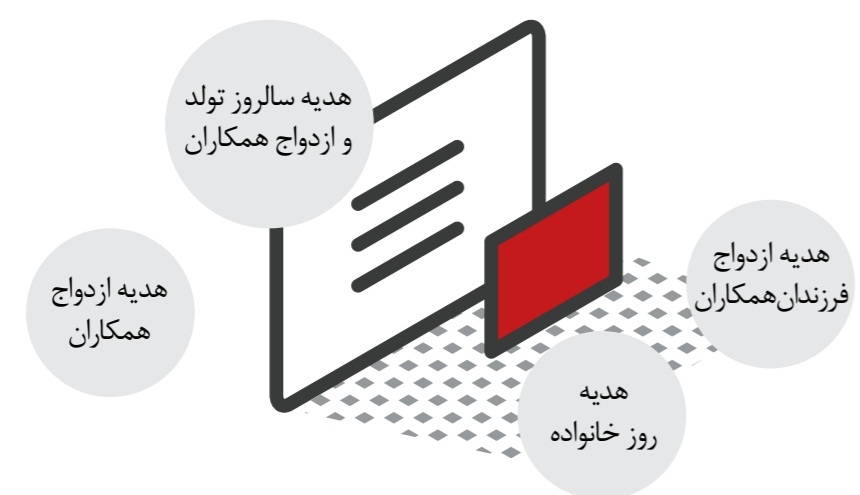 هدیه سالروز تولد
و ازدواج همکاران
هدیه ازدواج
فرزندان‌همکاران
هدیه ازدواج
همکاران
هدیه
روز خانواده